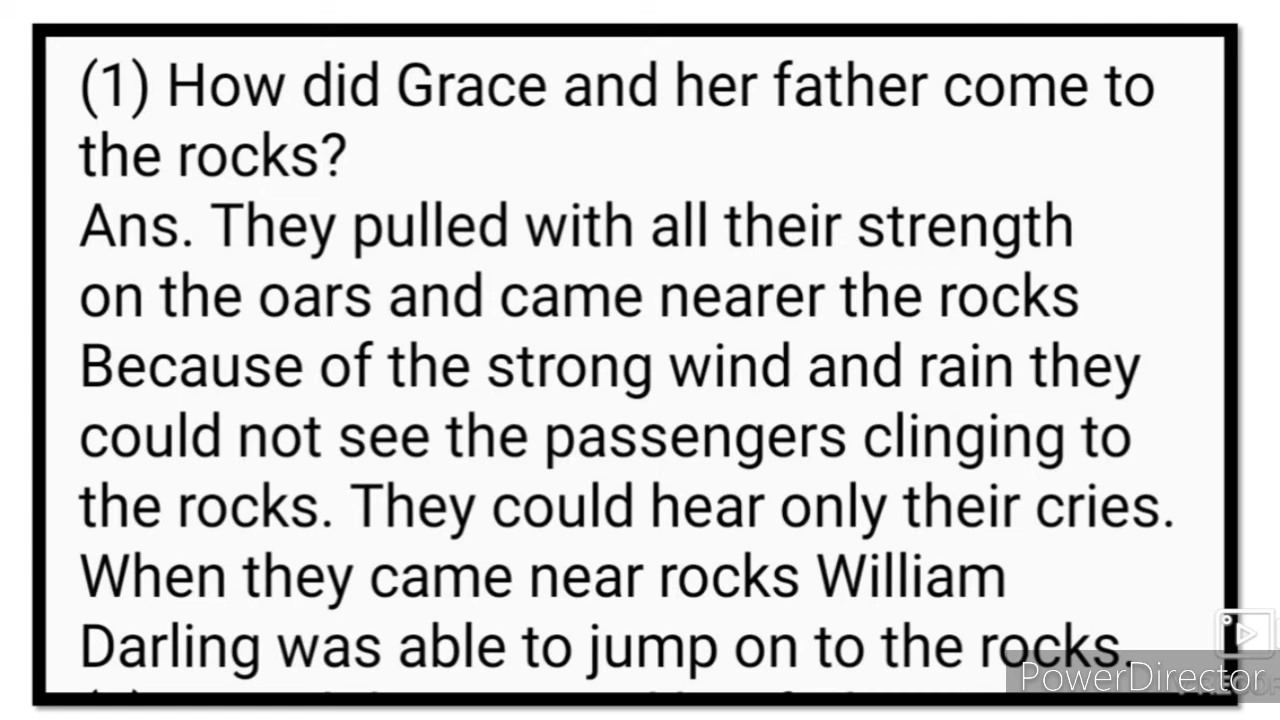 (1) How did Grace and her father come to
the rocks?
Ans. They pulled with all their strength
on the oars and came nearer the rocks
Because of the strong wind and rain they
could not see the passengers clinging to
the rocks. They could hear only their cries.
When they came near rocks William
Darling was able to jump on to the rocks.
PowerDirector